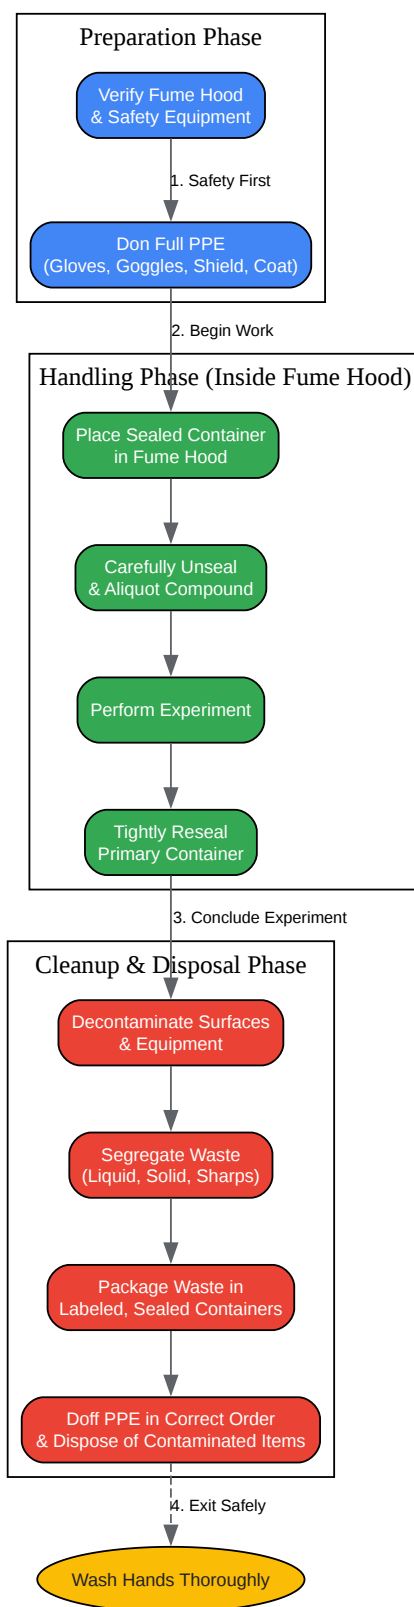 Preparation Phase
Verify Fume Hood
& Safety Equipment
1. Safety First
Don Full PPE
(Gloves, Goggles, Shield, Coat)
2. Begin Work
Handling Phase (Inside Fume Hood)
Place Sealed Container
in Fume Hood
Carefully Unseal
& Aliquot Compound
Perform Experiment
Tightly Reseal
Primary Container
3. Conclude Experiment
Cleanup & Disposal Phase
Decontaminate Surfaces
& Equipment
Segregate Waste
(Liquid, Solid, Sharps)
Package Waste in
Labeled, Sealed Containers
Doff PPE in Correct Order
& Dispose of Contaminated Items
4. Exit Safely
Wash Hands Thoroughly